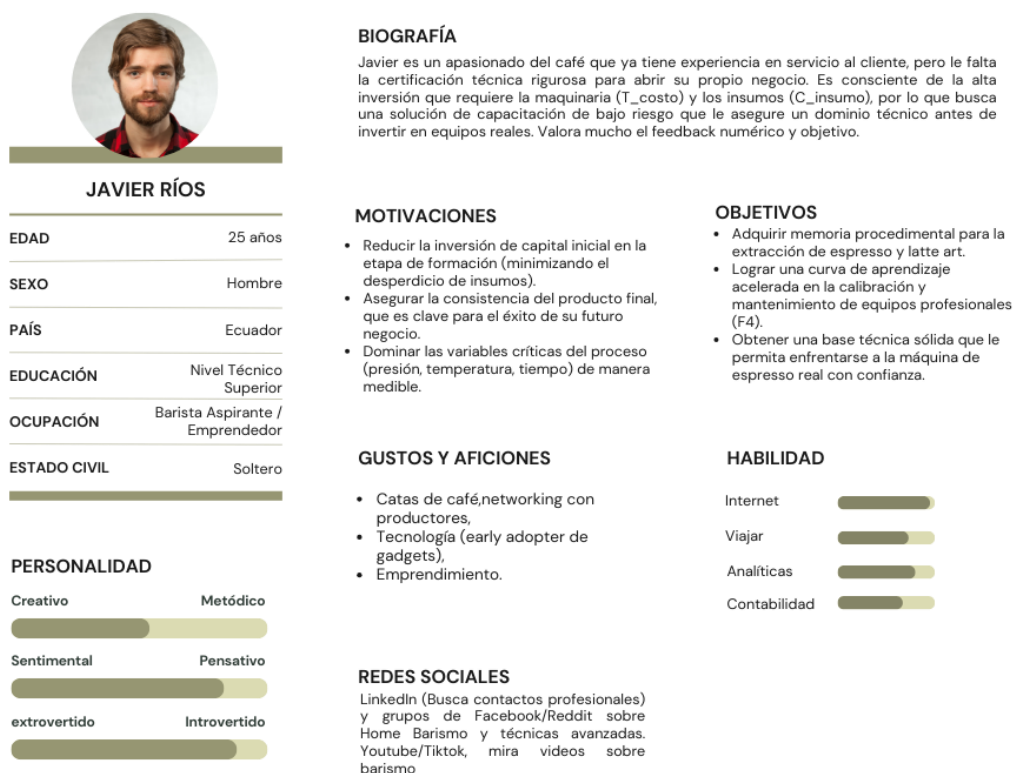 JAVIER RÍOS
EDAD 25 años
SEXO Hombre
PAÍS Ecuador
EDUCACIÓN Nivel Técnico
Superior
OCUPACIÓN Barista Aspirante /
Emprendedor
ESTADO CIVIL Soltero
PERSONALIDAD
Creativo Metódico
Sentimental Pensativo
extrovertido Introvertido
BIOGRAFÍA
Javier es un apasionado del café que ya tiene experiencia en servicio al cliente, pero le falta
la certificación técnica rigurosa para abrir su propio negocio. Es consciente de la alta
inversión que requiere la maquinaria (T_costo) y los insumos (C_insumo), por lo que busca
una solución de capacitación de bajo riesgo que le asegure un dominio técnico antes de
invertir en equipos reales. Valora mucho el feedback numérico y objetivo.
MOTIVACIONES
• Reducir la inversión de capital inicial en la
etapa de formación (minimizando el
desperdicio de insumos).
• Asegurar la consistencia del producto final,
que es clave para el éxito de su futuro
negocio.
• Dominar las variables críticas del proceso
(presión, temperatura, tiempo) de manera
medible.
OBJETIVOS
• Adquirir memoria procedimental para la
extracción de espresso y latte art.
• Lograr una curva de aprendizaje
acelerada en la calibración y
mantenimiento de equipos profesionales
(F4).
• Obtener una base técnica sólida que le
permita enfrentarse a la máquina de
espresso real con confianza.
GUSTOS Y AFICIONES
• Catas de café,networking con
productores,
• Tecnología (early adopter de
gadgets),
• Emprendimiento.
HABILIDAD
Internet
Viajar
Analíticas
Contabilidad
REDES SOCIALES
LinkedIn (Busca contactos profesionales)
y grupos de Facebook/Reddit sobre
Home Barismo y técnicas avanzadas.
Youtube/Tiktok, mira videos sobre
barismo